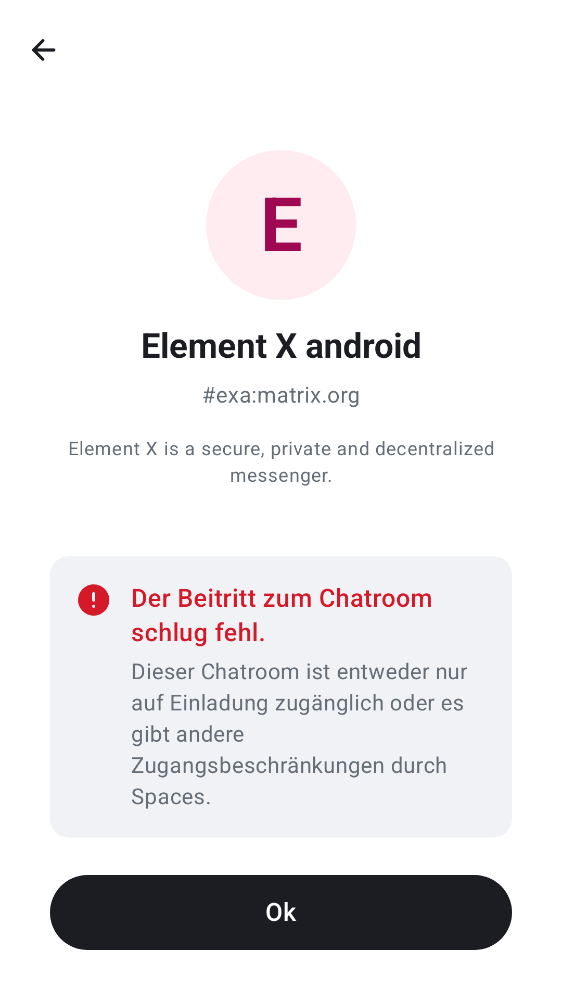 E
Element X android
#exa:matrix.org
Element X is a secure, private and decentralized
messenger.
Der Beitritt zum Chatroom
schlug fehl.
Dieser Chatroom ist entweder nur
auf Einladung zugänglich oder es
gibt andere
Zugangsbeschränkungen durch
Spaces.
Ok